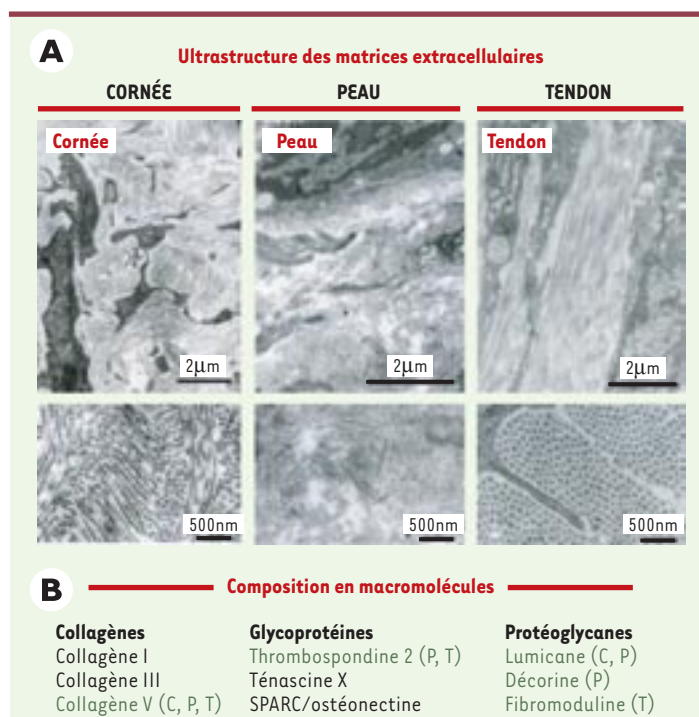 A
Ultrastructure des matrices extracellulaires
CORNÉE PEAU TENDON
Cornée Peau Tendon
2µm 2µm 2µm
500nm 500nm 500nm
B Composition en macromolécules
Collagènes Glycoprotéines Protéoglycanes
Collagène I Thrombospondine 2 (P, T) Lumicane (C, P)
Collagène III Ténascine X Décorine (P)
Collagène V (C, P, T) SPARC/ostéonectine Fibromoduline (T)